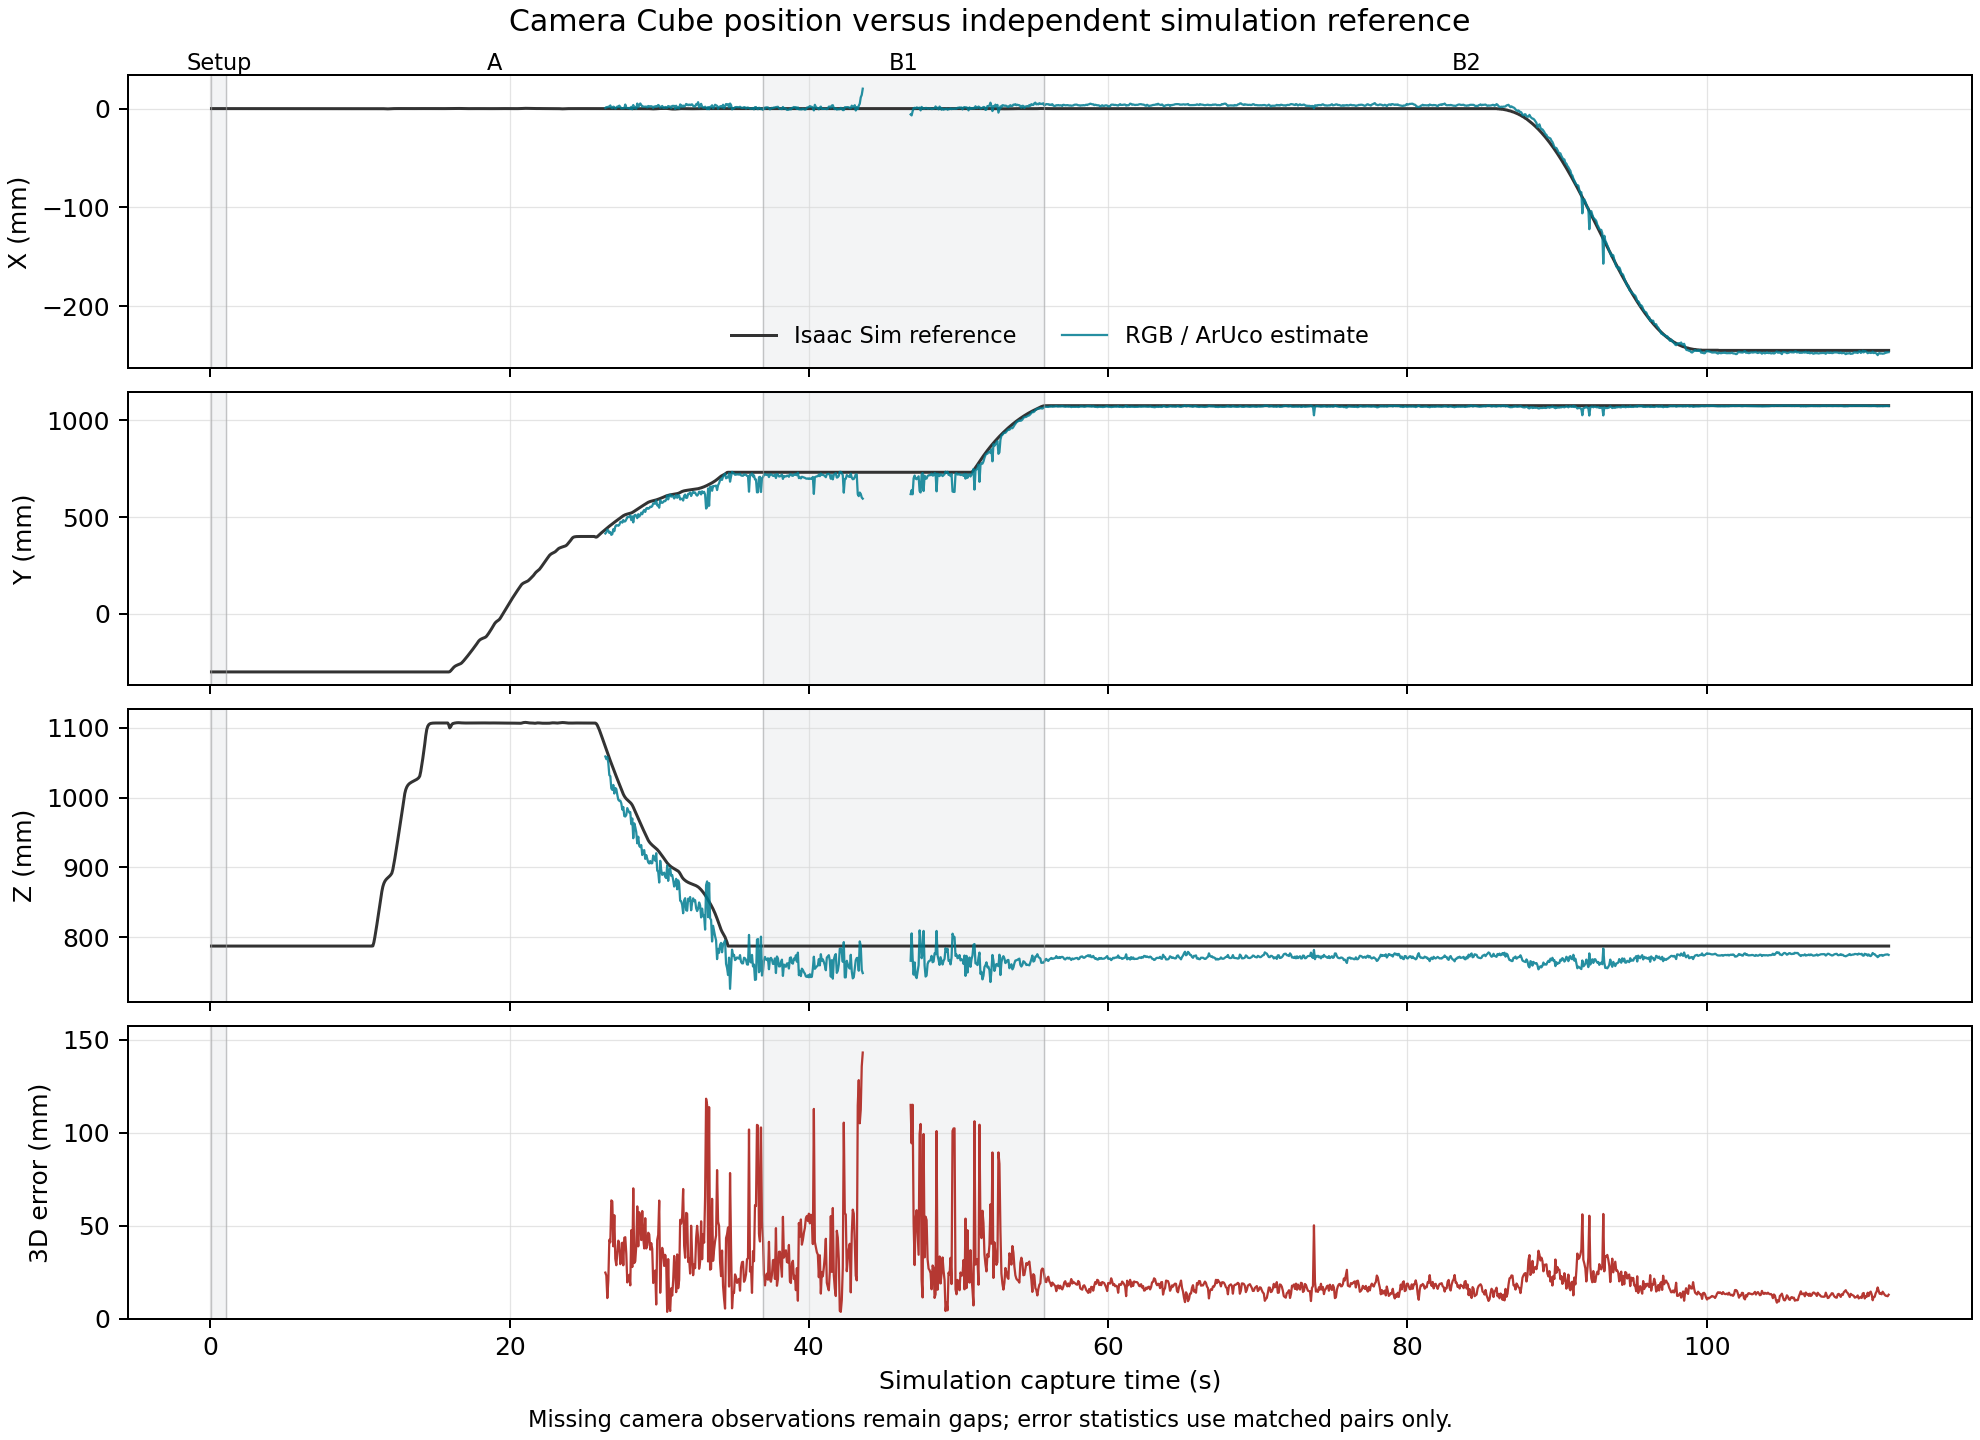 Camera Cube position versus independent simulation reference
Setup A B1 B2
X (mm)
0
−100
−200
Isaac Sim reference RGB / ArUco estimate
Y (mm)
1000
500
0
Z (mm)
1100
1000
900
800
3D error (mm)
150
100
50
0
0 20 40 60 80 100
Simulation capture time (s)
Missing camera observations remain gaps; error statistics use matched pairs only.